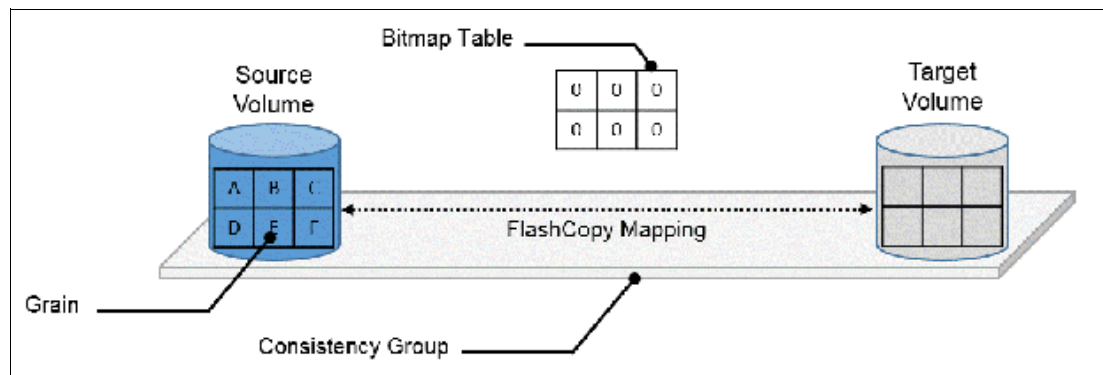 Bitmap Table
Source
Volume
Target
Volume
0 0 0
0 0 0
A B C
D E F
FlashCopy Mapping
Grain
Consistency Group